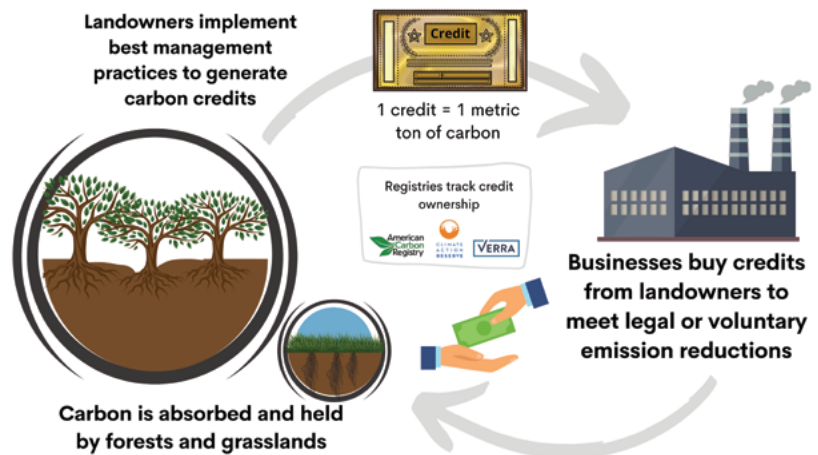 Landowners implement
best management
practices to generate
carbon credits
Credit
1 credit = 1 metric
ton of carbon
Registries track credit
ownership
American
Carbon
Registry
CLIMATE
ACTION
RESERVE
VERRA
Businesses buy credits
from landowners to
meet legal or voluntary
emission reductions
Carbon is absorbed and held
by forests and grasslands